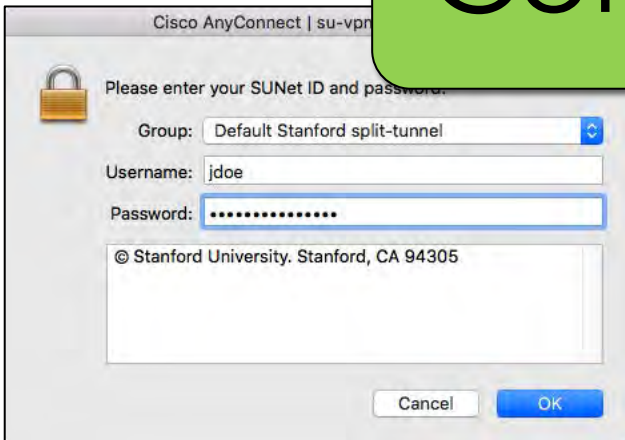 Cisco AnyConnect | su-vpn
Please enter your SUNet ID and password.
Group: Default Stanford split-tunnel
Username: jdoe
Password: •••••••••••••••
© Stanford University. Stanford, CA 94305
Cancel OK